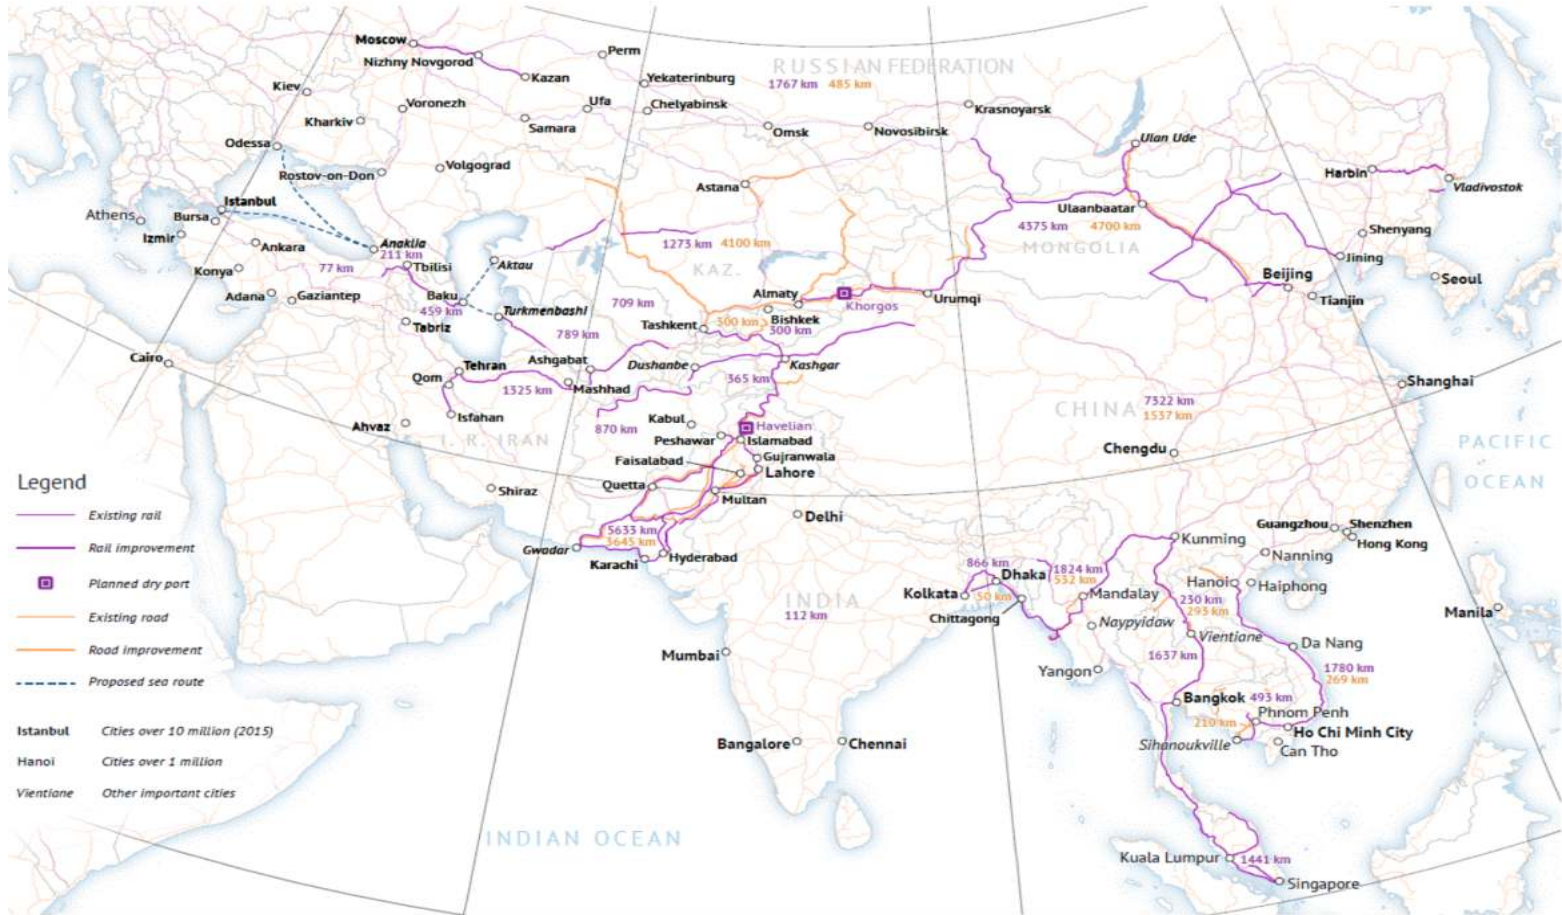 Moscow
Nizhny Novgorod
Kazan
Perm
Yekaterinburg
RUSSIAN FEDERATION
1767 km 485 km
Kiev
Voronezh
Ufa
Chelyabinsk
Krasnoyarsk
Kharkiv
Samara
Omsk
Novosibirsk
Odessa
Ulan Ude
Rostov-on-Don
Volgograd
Astana
Harbin
Vladivostok
Istanbul
Athens
Bursa
Ulaanbaatar
4375 km 4700 km
Izmir
Ankara
Anaklia
211 km
1273 km 4100 km
MONGOLIA
Shenyang
77 km
Tbilisi
Aktau
KAZ.
Jining
Konya
Beijing
Seoul
Adana
Gaziantep
Baku
459 km
Almaty
Khorgos
Urumqi
Tianjin
Turkmenbashi
709 km
Tabriz
Tashkent
300 km
Bishkek
300 km
789 km
Cairo
Tehran
Ashgabat
Dushanbe
Kashgar
Qom
1325 km
Mashhad
365 km
Shanghai
Isfahan
7322 km
1537 km
CHINA
Ahvaz
I. R. IRAN
870 km
Kabul
Havelian
Peshawar
Islamabad
PACIFIC
OCEAN
Faisalabad
Gujranwala
Lahore
Chengdu
Legend
Quetta
Shiraz
Multan
Existing rail
Delhi
5633 km
3645 km
Guangzhou
Shenzhen
Hong Kong
Rail improvement
Gwadar
Karachi
Hyderabad
Kunming
Nanning
Planned dry port
866 km
1824 km
532 km
Dhaka
Hanoi
Haiphong
Kolkata
50 km
Mandalay
230 km
293 km
INDIA
112 km
Manila
Existing road
Chittagong
Naypyidaw
Vientiane
Da Nang
Road improvement
Mumbai
1637 km
Yangon
1780 km
269 km
Proposed sea route
Bangkok
493 km
Phnom Penh
210 km
Istanbul Cities over 10 million (2015)
Bangalore
Chennai
Sihanoukville
Ho Chi Minh City
Can Tho
Hanoi Cities over 1 million
Vientiane Other important cities
INDIAN OCEAN
Kuala Lumpur
1441 km
Singapore